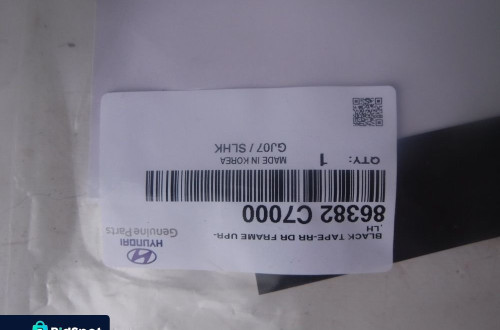 HYUNDAI
Genuine Parts
BLACK TAPE-RR DR FRAME UPR-
,LH
86382 C7000
QTY: 1
MADE IN KOREA
GJ07 / SLHK
BidSpot